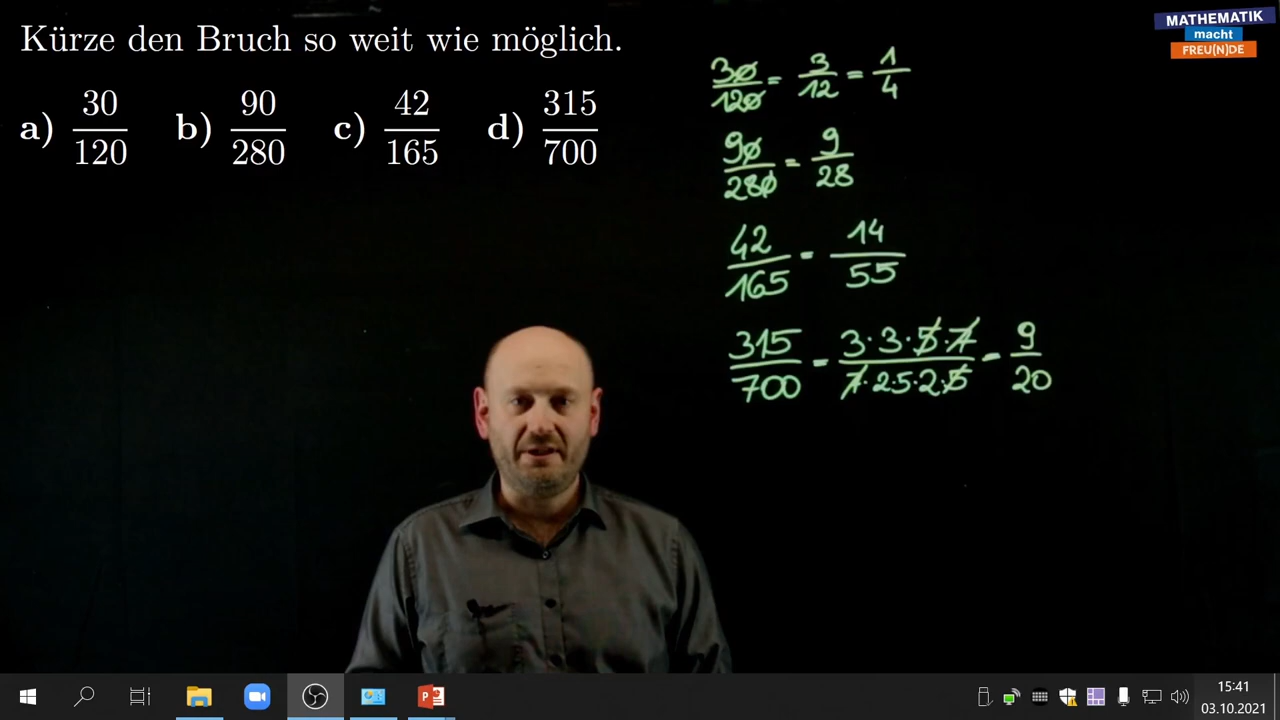 Kürze den Bruch so weit wie möglich.
a) 30/120 b) 90/280 c) 42/165 d) 315/700
MATHEMATIK
macht
FREU(N)DE
30/120 = 3/12 = 1/4
90/280 = 9/28
42/165 = 14/55
315/700 = 3·3·5·7/7·2·5·2·5 = 9/20
15:41
03.10.2021